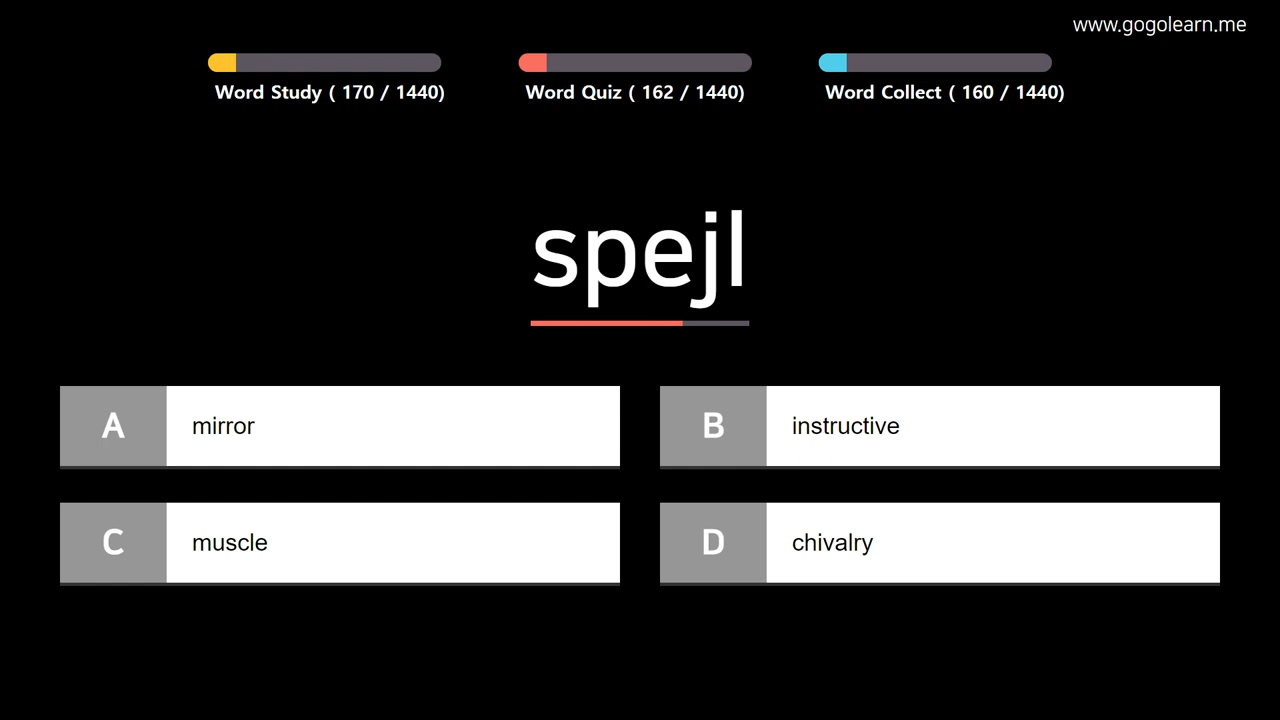 www.gogolearn.me
Word Study ( 170 / 1440)
Word Quiz ( 162 / 1440)
Word Collect ( 160 / 1440)
spejl
A mirror
B instructive
C muscle
D chivalry